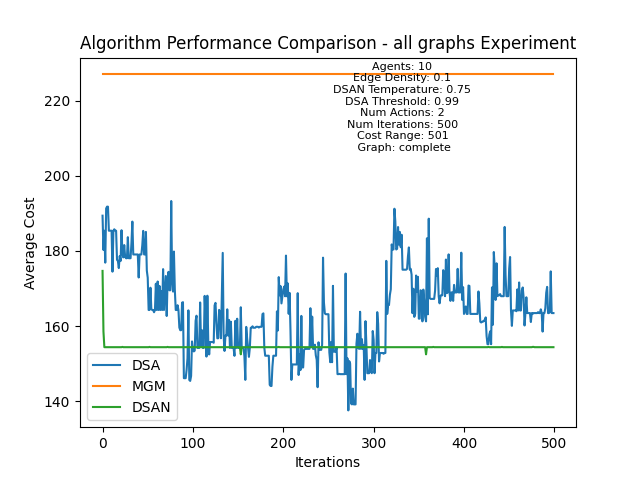 Algorithm Performance Comparison - all graphs Experiment
Agents: 10
Edge Density: 0.1
DSAN Temperature: 0.75
DSA Threshold: 0.99
Num Actions: 2
Num Iterations: 500
Cost Range: 501
Graph: complete
Average Cost
220
200
180
160
140
DSA
MGM
DSAN
0
100
200
300
400
500
Iterations